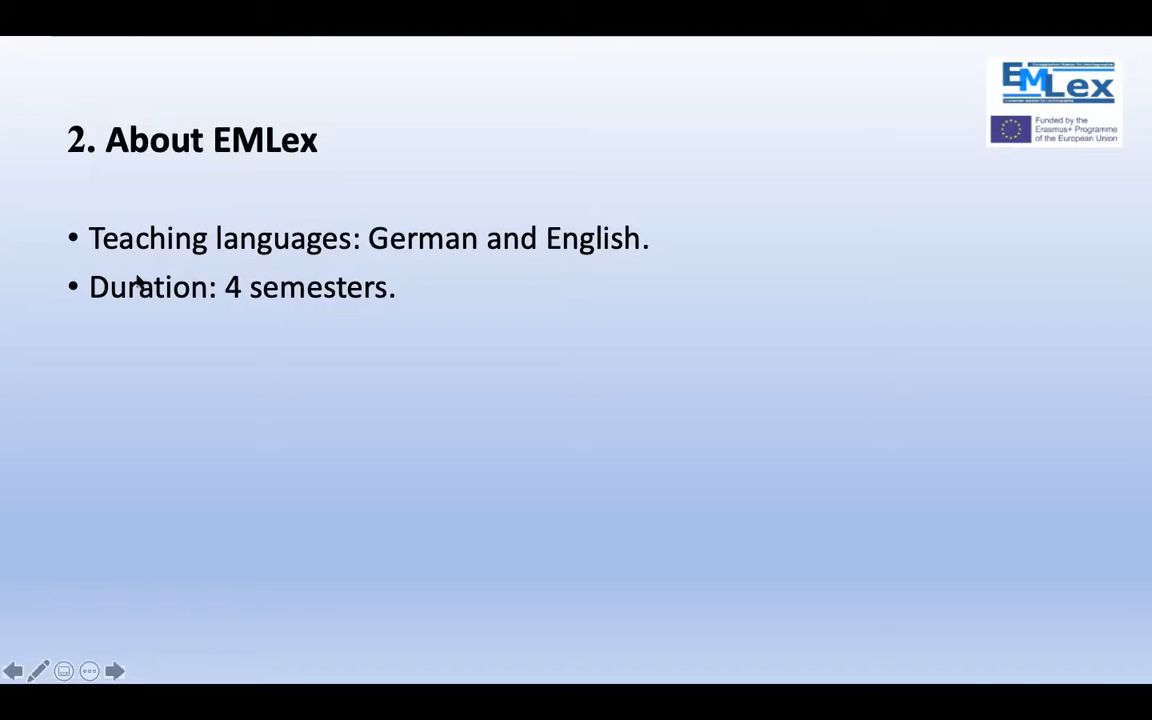 EMLex
Funded by the
Erasmus+ Programme
of the European Union
2. About EMLex
• Teaching languages: German and English.
• Duration: 4 semesters.